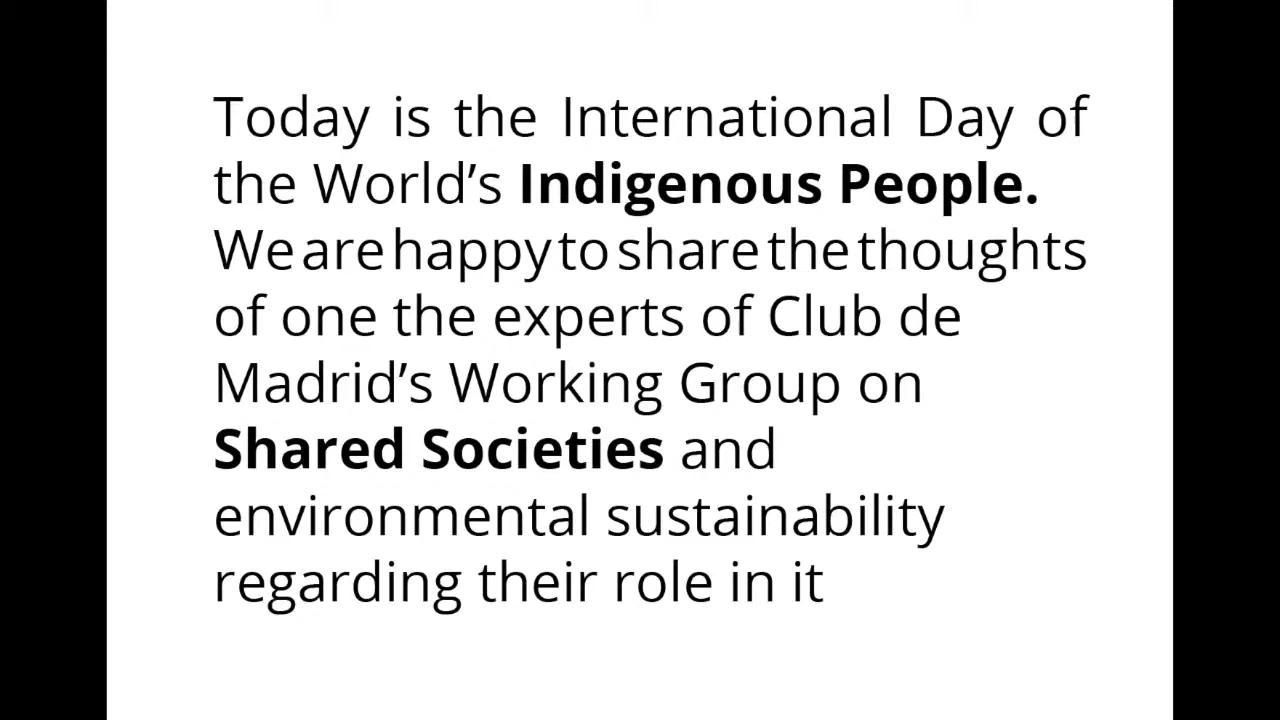 Today is the International Day of
the World’s Indigenous People.
We are happy to share the thoughts
of one the experts of Club de
Madrid’s Working Group on
Shared Societies and
environmental sustainability
regarding their role in it